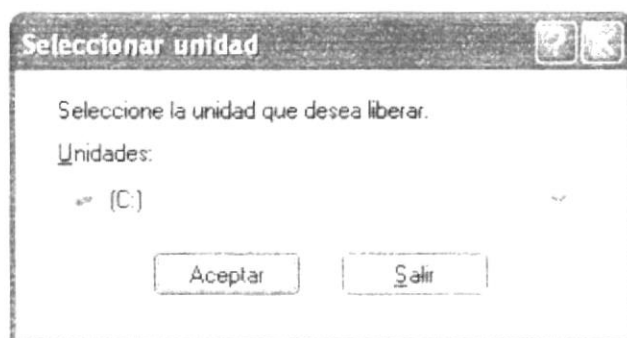 Seleccionar unidad
Seleccione la unidad que desea liberar.
Unidades:
(C:)
Aceptar
Salir